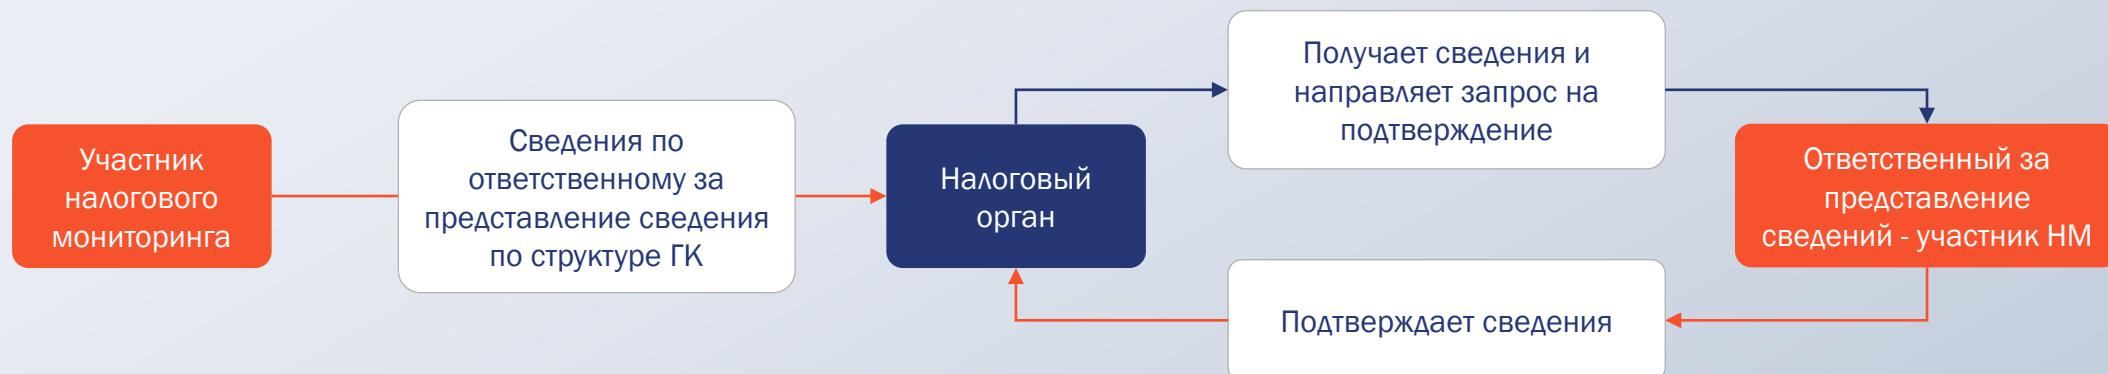 Участник
налогового
мониторинга
Сведения по
ответственному за
представление сведения
по структуре ГК
Налоговый
орган
Получает сведения и
направляет запрос на
подтверждение
Ответственный за
представление
сведений - участник НМ
Подтверждает сведения